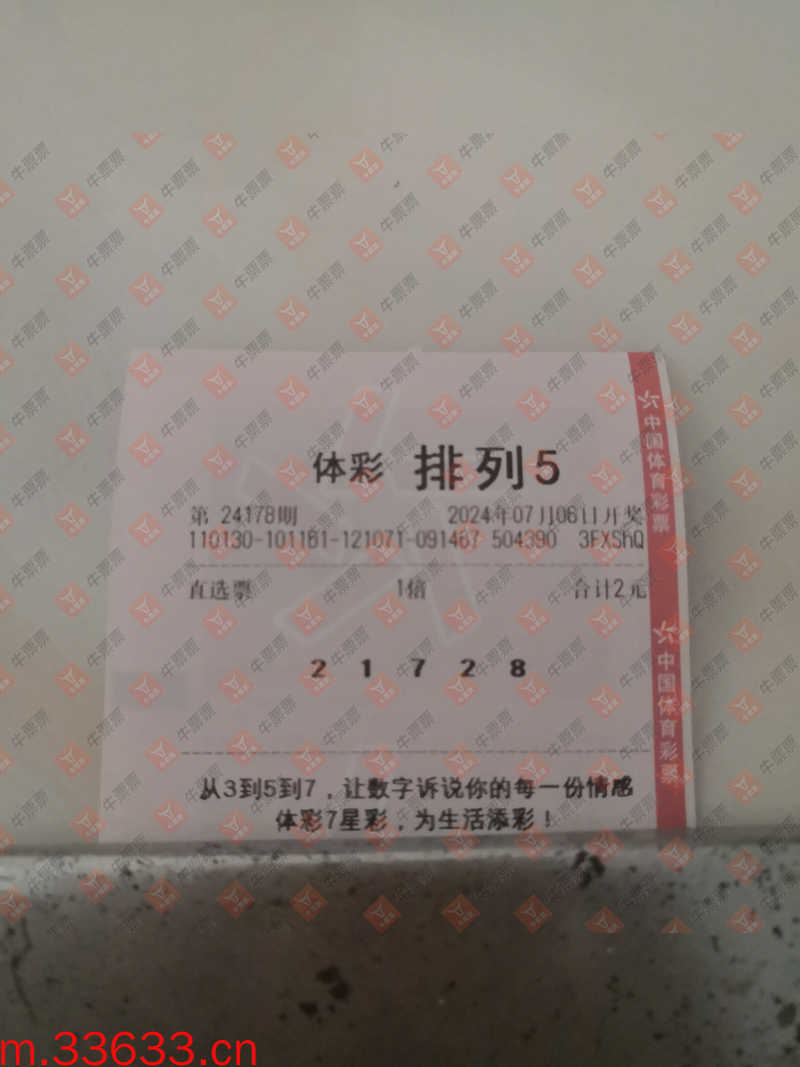 体彩 排列5
第 24178期 2024年07月06日开奖
110130-101181-121071-091467 504390 3FXShQ
直选票 1倍 合计2元
2 1 7 2 8
从3到5到7，让数字诉说你的每一份情感
体彩7星彩，为生活添彩！
中国体育彩票
中国体育彩票
牛票票
m.33633.cn